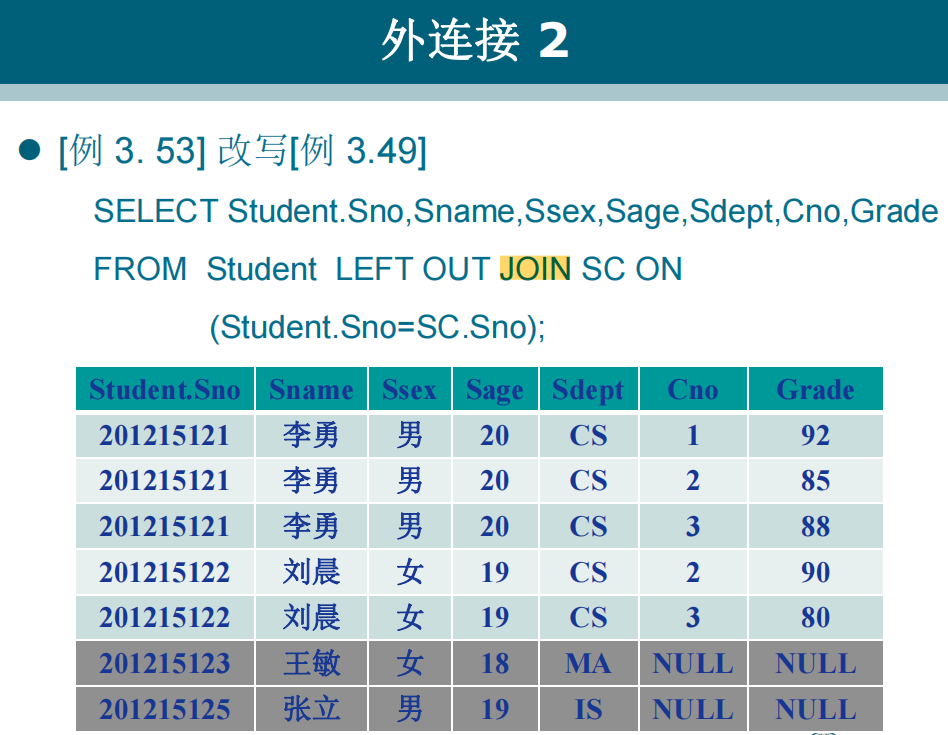 外连接 2
[例 3. 53] 改写[例 3.49]
SELECT Student.Sno,Sname,Ssex,Sage,Sdept,Cno,Grade
FROM Student LEFT OUT JOIN SC ON
(Student.Sno=SC.Sno);
Student.Sno Sname Ssex Sage Sdept Cno Grade
201215121 李勇 男 20 CS 1 92
201215121 李勇 男 20 CS 2 85
201215121 李勇 男 20 CS 3 88
201215122 刘晨 女 19 CS 2 90
201215122 刘晨 女 19 CS 3 80
201215123 王敏 女 18 MA NULL NULL
201215125 张立 男 19 IS NULL NULL